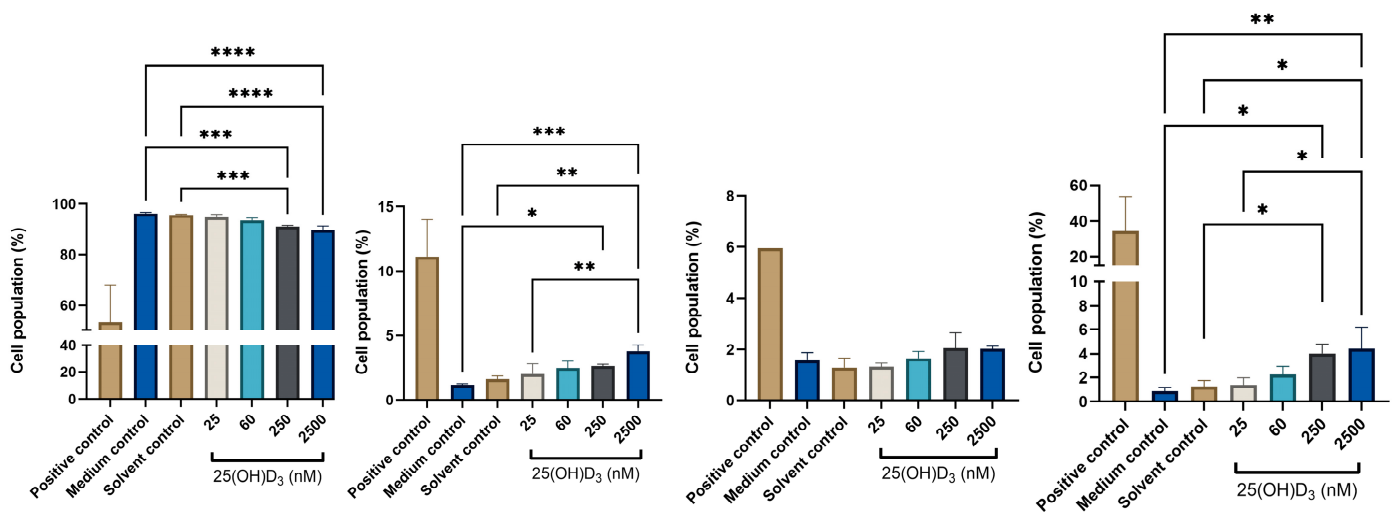 ****
****
***
***
Cell population (%)
100
80
60
40
20
0
Positive control
Medium control
Solvent control
25
60
250
2500
25(OH)D₃ (nM)
***
**
*
**
Cell population (%)
15
10
5
0
Positive control
Medium control
Solvent control
25
60
250
2500
25(OH)D₃ (nM)
Cell population (%)
8
6
4
2
0
Positive control
Medium control
Solvent control
25
60
250
2500
25(OH)D₃ (nM)
**
*
*
*
*
Cell population (%)
60
40
20
10
8
6
4
2
0
Positive control
Medium control
Solvent control
25
60
250
2500
25(OH)D₃ (nM)